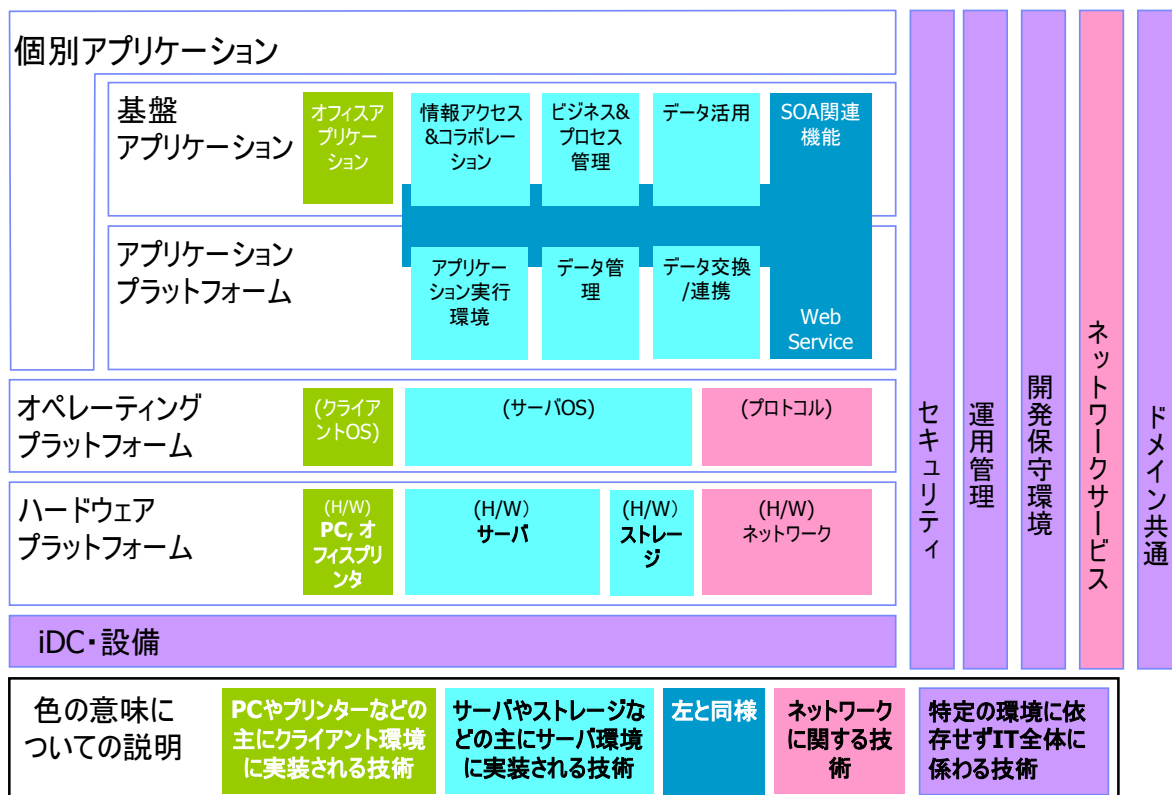 個別アプリケーション
基盤
アプリケーション
オフィスア
プリケー
ション
情報アクセス
&コラボレー
ション
ビジネス&
プロセス
管理
データ活用
SOA関連
機能
アプリケーション
プラットフォーム
アプリケー
ション実行
環境
データ管
理
データ交換
/連携
Web
Service
オペレーティング
プラットフォーム
(クライア
ントOS)
(サーバOS)
(プロトコル)
ハードウェア
プラットフォーム
(H/W)
PC, オ
フィスプリ
ンタ
(H/W)
サーバ
(H/W)
ストレー
ジ
(H/W)
ネットワーク
iDC・設備
セキュリティ
運用管理
開発保守環境
ネットワークサービス
ドメイン共通
色の意味に
ついての説明
PCやプリンターなどの
主にクライアント環境
に実装される技術
サーバやストレージな
どの主にサーバ環境
に実装される技術
左と同様
ネットワーク
に関する技
術
特定の環境に依
存せずIT全体に
係わる技術